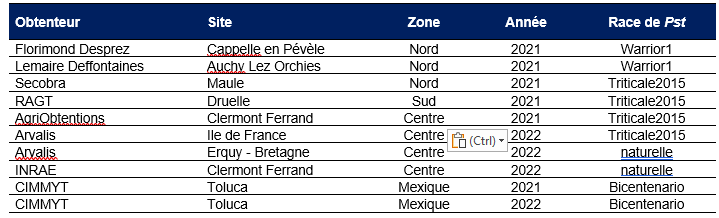 Obtenteur Site Zone Année Race de Pst
Florimond Desprez Cappelle en Pévèle Nord 2021 Warrior1
Lemaire Deffontaines Auchy Lez Orchies Nord 2021 Warrior1
Secobra Maule Nord 2021 Triticale2015
RAGT Druelle Sud 2021 Triticale2015
AgriObtentions Clermont Ferrand Centre 2021 Triticale2015
Arvalis Ile de France Centre 2022 Triticale2015
(Ctrl)
Arvalis Erquy - Bretagne Centre 2022 naturelle
INRAE Clermont Ferrand Centre 2022 naturelle
CIMMYT Toluca Mexique 2021 Bicentenario
CIMMYT Toluca Mexique 2022 Bicentenario